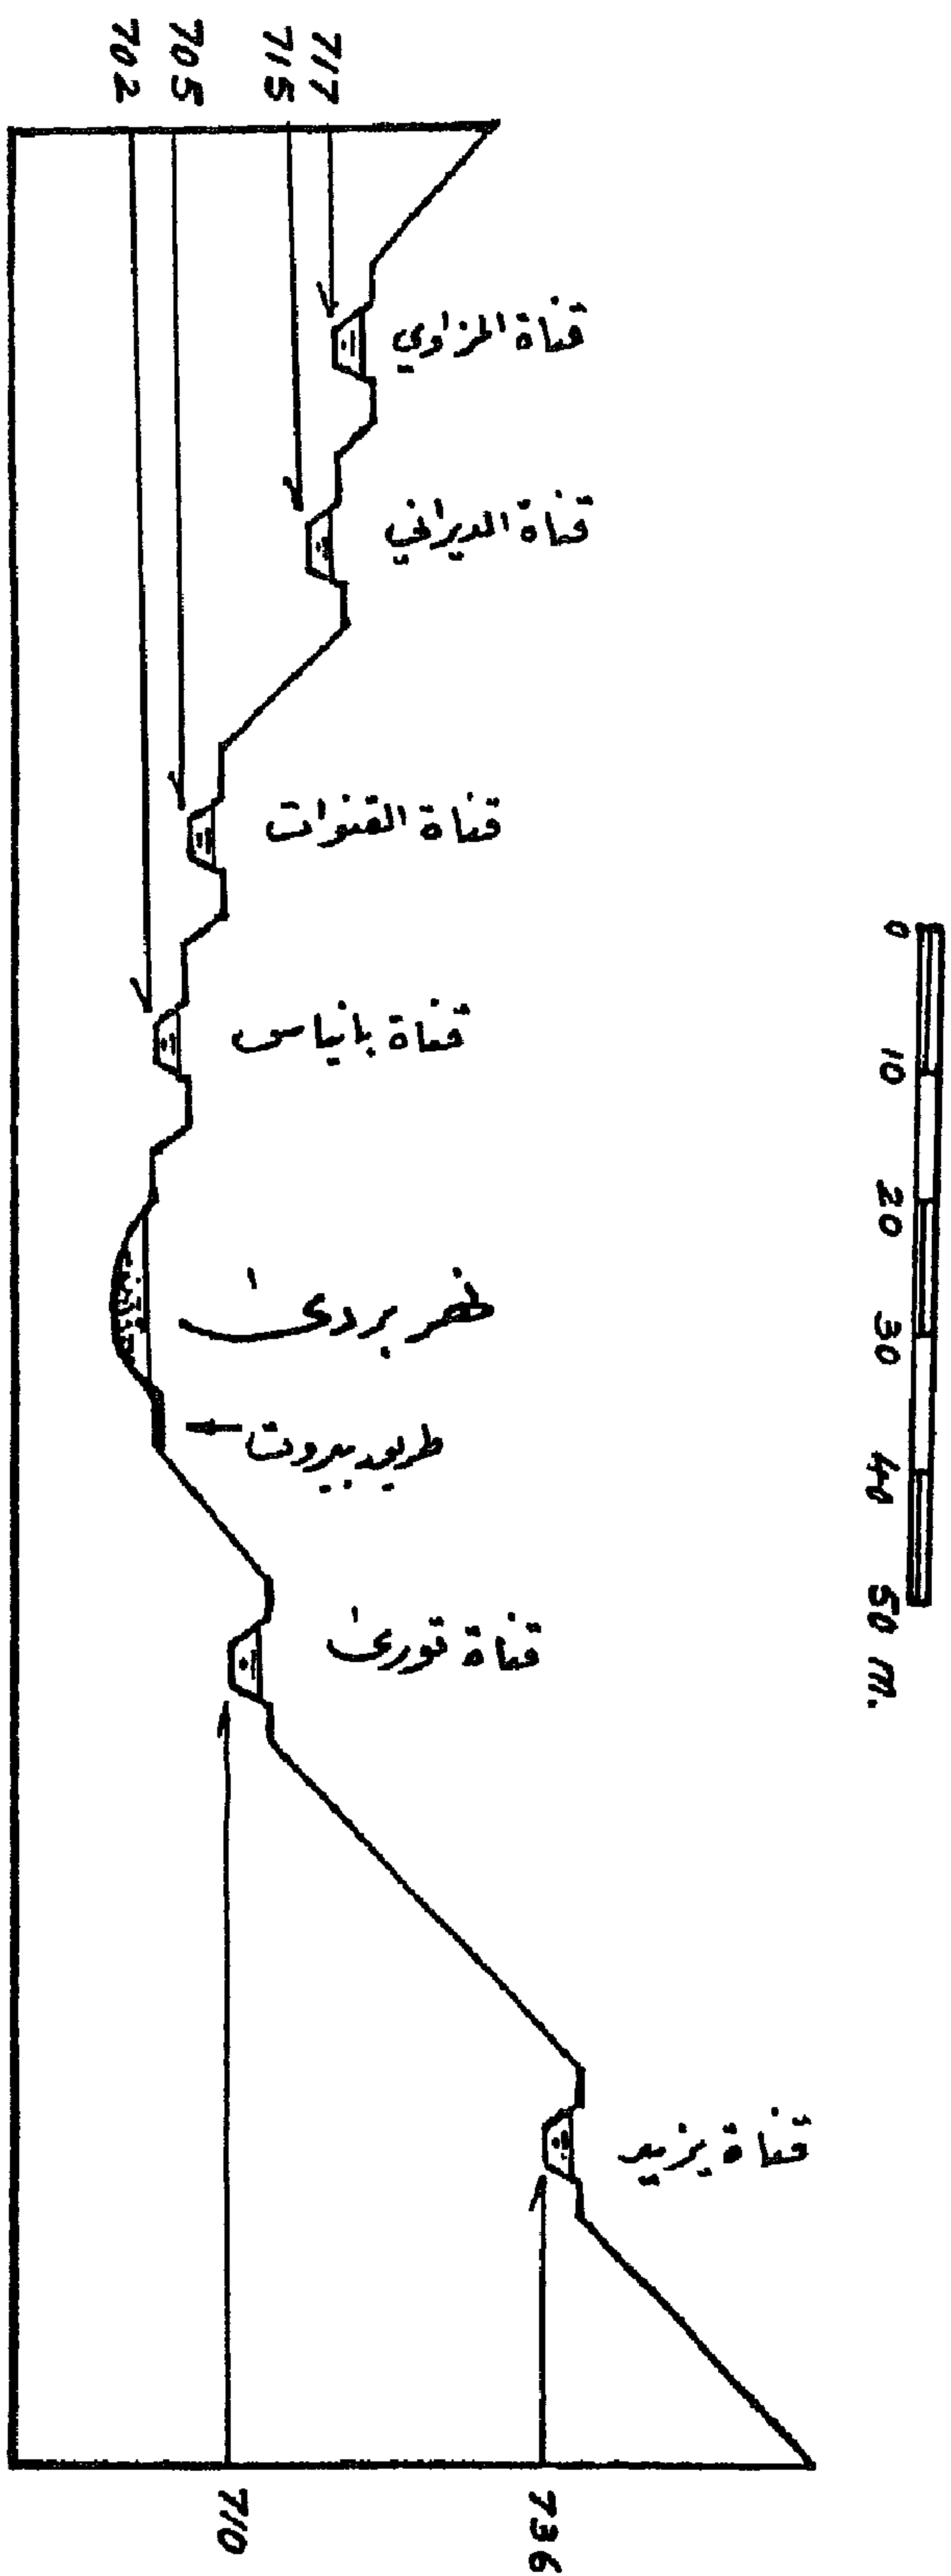 717
715
705
702
قناة المزاوي
قناة الديراني
قناة القنوات
قناة بانياس
نهر بردى
طريق بيروت
قناة تورى
قناة يزيد
710
736
0 10 20 30 40 50 m.